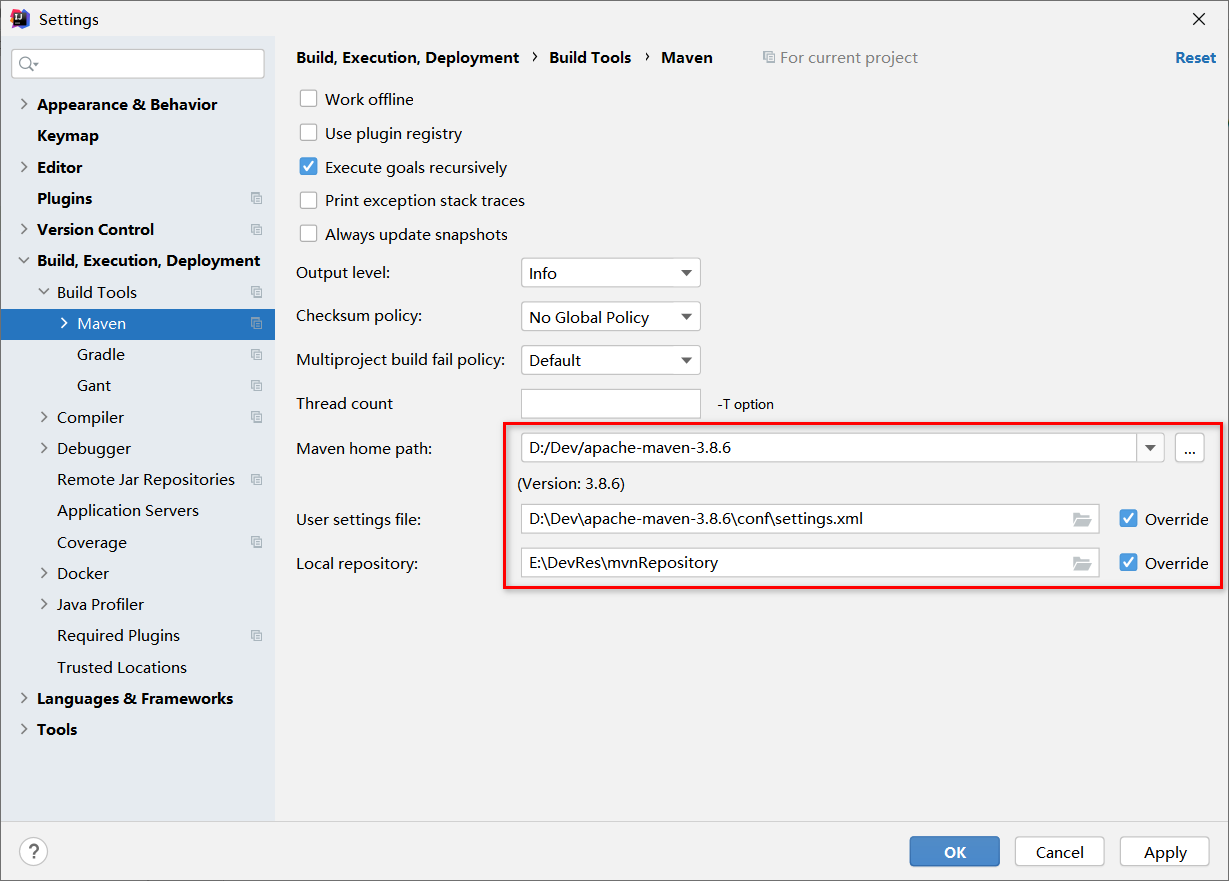 Settings
Build, Execution, Deployment › Build Tools › Maven For current project Reset
Appearance & Behavior
Keymap
Editor
Plugins
Version Control
Build, Execution, Deployment
Build Tools
Maven
Gradle
Gant
Compiler
Debugger
Remote Jar Repositories
Application Servers
Coverage
Docker
Java Profiler
Required Plugins
Trusted Locations
Languages & Frameworks
Tools
Work offline
Use plugin registry
Execute goals recursively
Print exception stack traces
Always update snapshots
Output level: Info
Checksum policy: No Global Policy
Multiproject build fail policy: Default
Thread count -T option
Maven home path: D:/Dev/apache-maven-3.8.6 ...
(Version: 3.8.6)
User settings file: D:\Dev\apache-maven-3.8.6\conf\settings.xml Override
Local repository: E:\DevRes\mvnRepository Override
? OK Cancel Apply